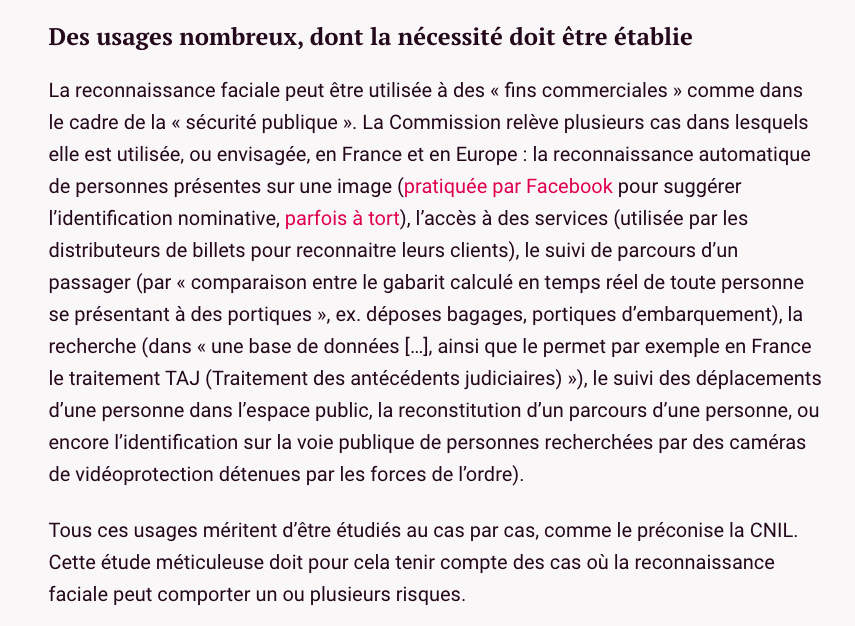 Des usages nombreux, dont la nécessité doit être établie
La reconnaissance faciale peut être utilisée à des « fins commerciales » comme dans
le cadre de la « sécurité publique ». La Commission relève plusieurs cas dans lesquels
elle est utilisée, ou envisagée, en France et en Europe : la reconnaissance automatique
de personnes présentes sur une image (pratiquée par Facebook pour suggérer
l’identification nominative, parfois à tort), l’accès à des services (utilisée par les
distributeurs de billets pour reconnaitre leurs clients), le suivi de parcours d’un
passager (par « comparaison entre le gabarit calculé en temps réel de toute personne
se présentant à des portiques », ex. déposes bagages, portiques d’embarquement), la
recherche (dans « une base de données […], ainsi que le permet par exemple en France
le traitement TAJ (Traitement des antécédents judiciaires) »), le suivi des déplacements
d’une personne dans l’espace public, la reconstitution d’un parcours d’une personne, ou
encore l’identification sur la voie publique de personnes recherchées par des caméras
de vidéoprotection détenues par les forces de l’ordre).
Tous ces usages méritent d’être étudiés au cas par cas, comme le préconise la CNIL.
Cette étude méticuleuse doit pour cela tenir compte des cas où la reconnaissance
faciale peut comporter un ou plusieurs risques.